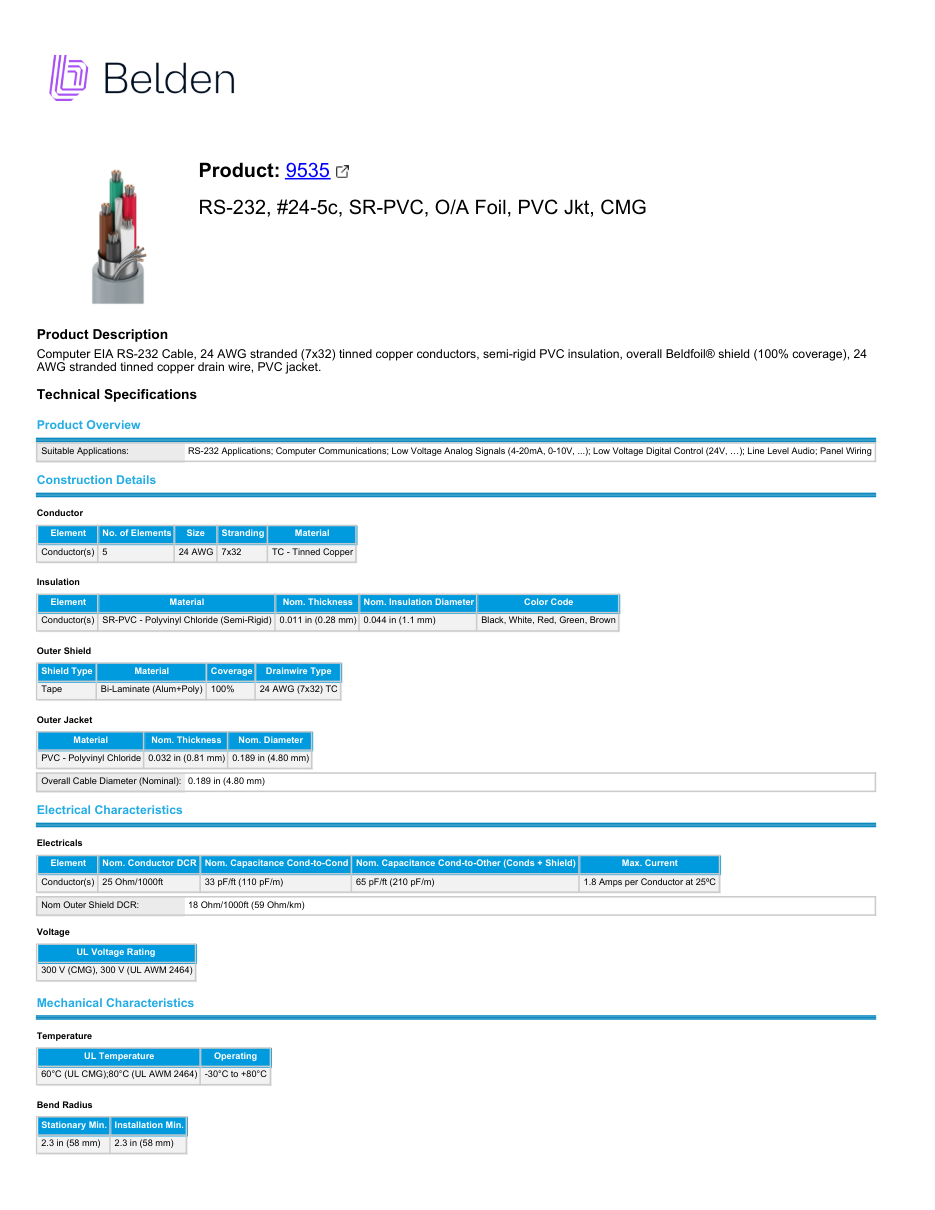 Belden
Product: 9535
RS-232, #24-5c, SR-PVC, O/A Foil, PVC Jkt, CMG
Product Description
Computer EIA RS-232 Cable, 24 AWG stranded (7x32) tinned copper conductors, semi-rigid PVC insulation, overall Beldfoil® shield (100% coverage), 24
AWG stranded tinned copper drain wire, PVC jacket.
Technical Specifications
Product Overview
Suitable Applications: RS-232 Applications; Computer Communications; Low Voltage Analog Signals (4-20mA, 0-10V, ...); Low Voltage Digital Control (24V, …); Line Level Audio; Panel Wiring
Construction Details
Conductor
Element No. of Elements Size Stranding Material
Conductor(s) 5 24 AWG 7x32 TC - Tinned Copper
Insulation
Element Material Nom. Thickness Nom. Insulation Diameter Color Code
Conductor(s) SR-PVC - Polyvinyl Chloride (Semi-Rigid) 0.011 in (0.28 mm) 0.044 in (1.1 mm) Black, White, Red, Green, Brown
Outer Shield
Shield Type Material Coverage Drainwire Type
Tape Bi-Laminate (Alum+Poly) 100% 24 AWG (7x32) TC
Outer Jacket
Material Nom. Thickness Nom. Diameter
PVC - Polyvinyl Chloride 0.032 in (0.81 mm) 0.189 in (4.80 mm)
Overall Cable Diameter (Nominal): 0.189 in (4.80 mm)
Electrical Characteristics
Electricals
Element Nom. Conductor DCR Nom. Capacitance Cond-to-Cond Nom. Capacitance Cond-to-Other (Conds + Shield) Max. Current
Conductor(s) 25 Ohm/1000ft 33 pF/ft (110 pF/m) 65 pF/ft (210 pF/m) 1.8 Amps per Conductor at 25ºC
Nom Outer Shield DCR: 18 Ohm/1000ft (59 Ohm/km)
Voltage
UL Voltage Rating
300 V (CMG), 300 V (UL AWM 2464)
Mechanical Characteristics
Temperature
UL Temperature Operating
60°C (UL CMG);80°C (UL AWM 2464) -30°C to +80°C
Bend Radius
Stationary Min. Installation Min.
2.3 in (58 mm) 2.3 in (58 mm)